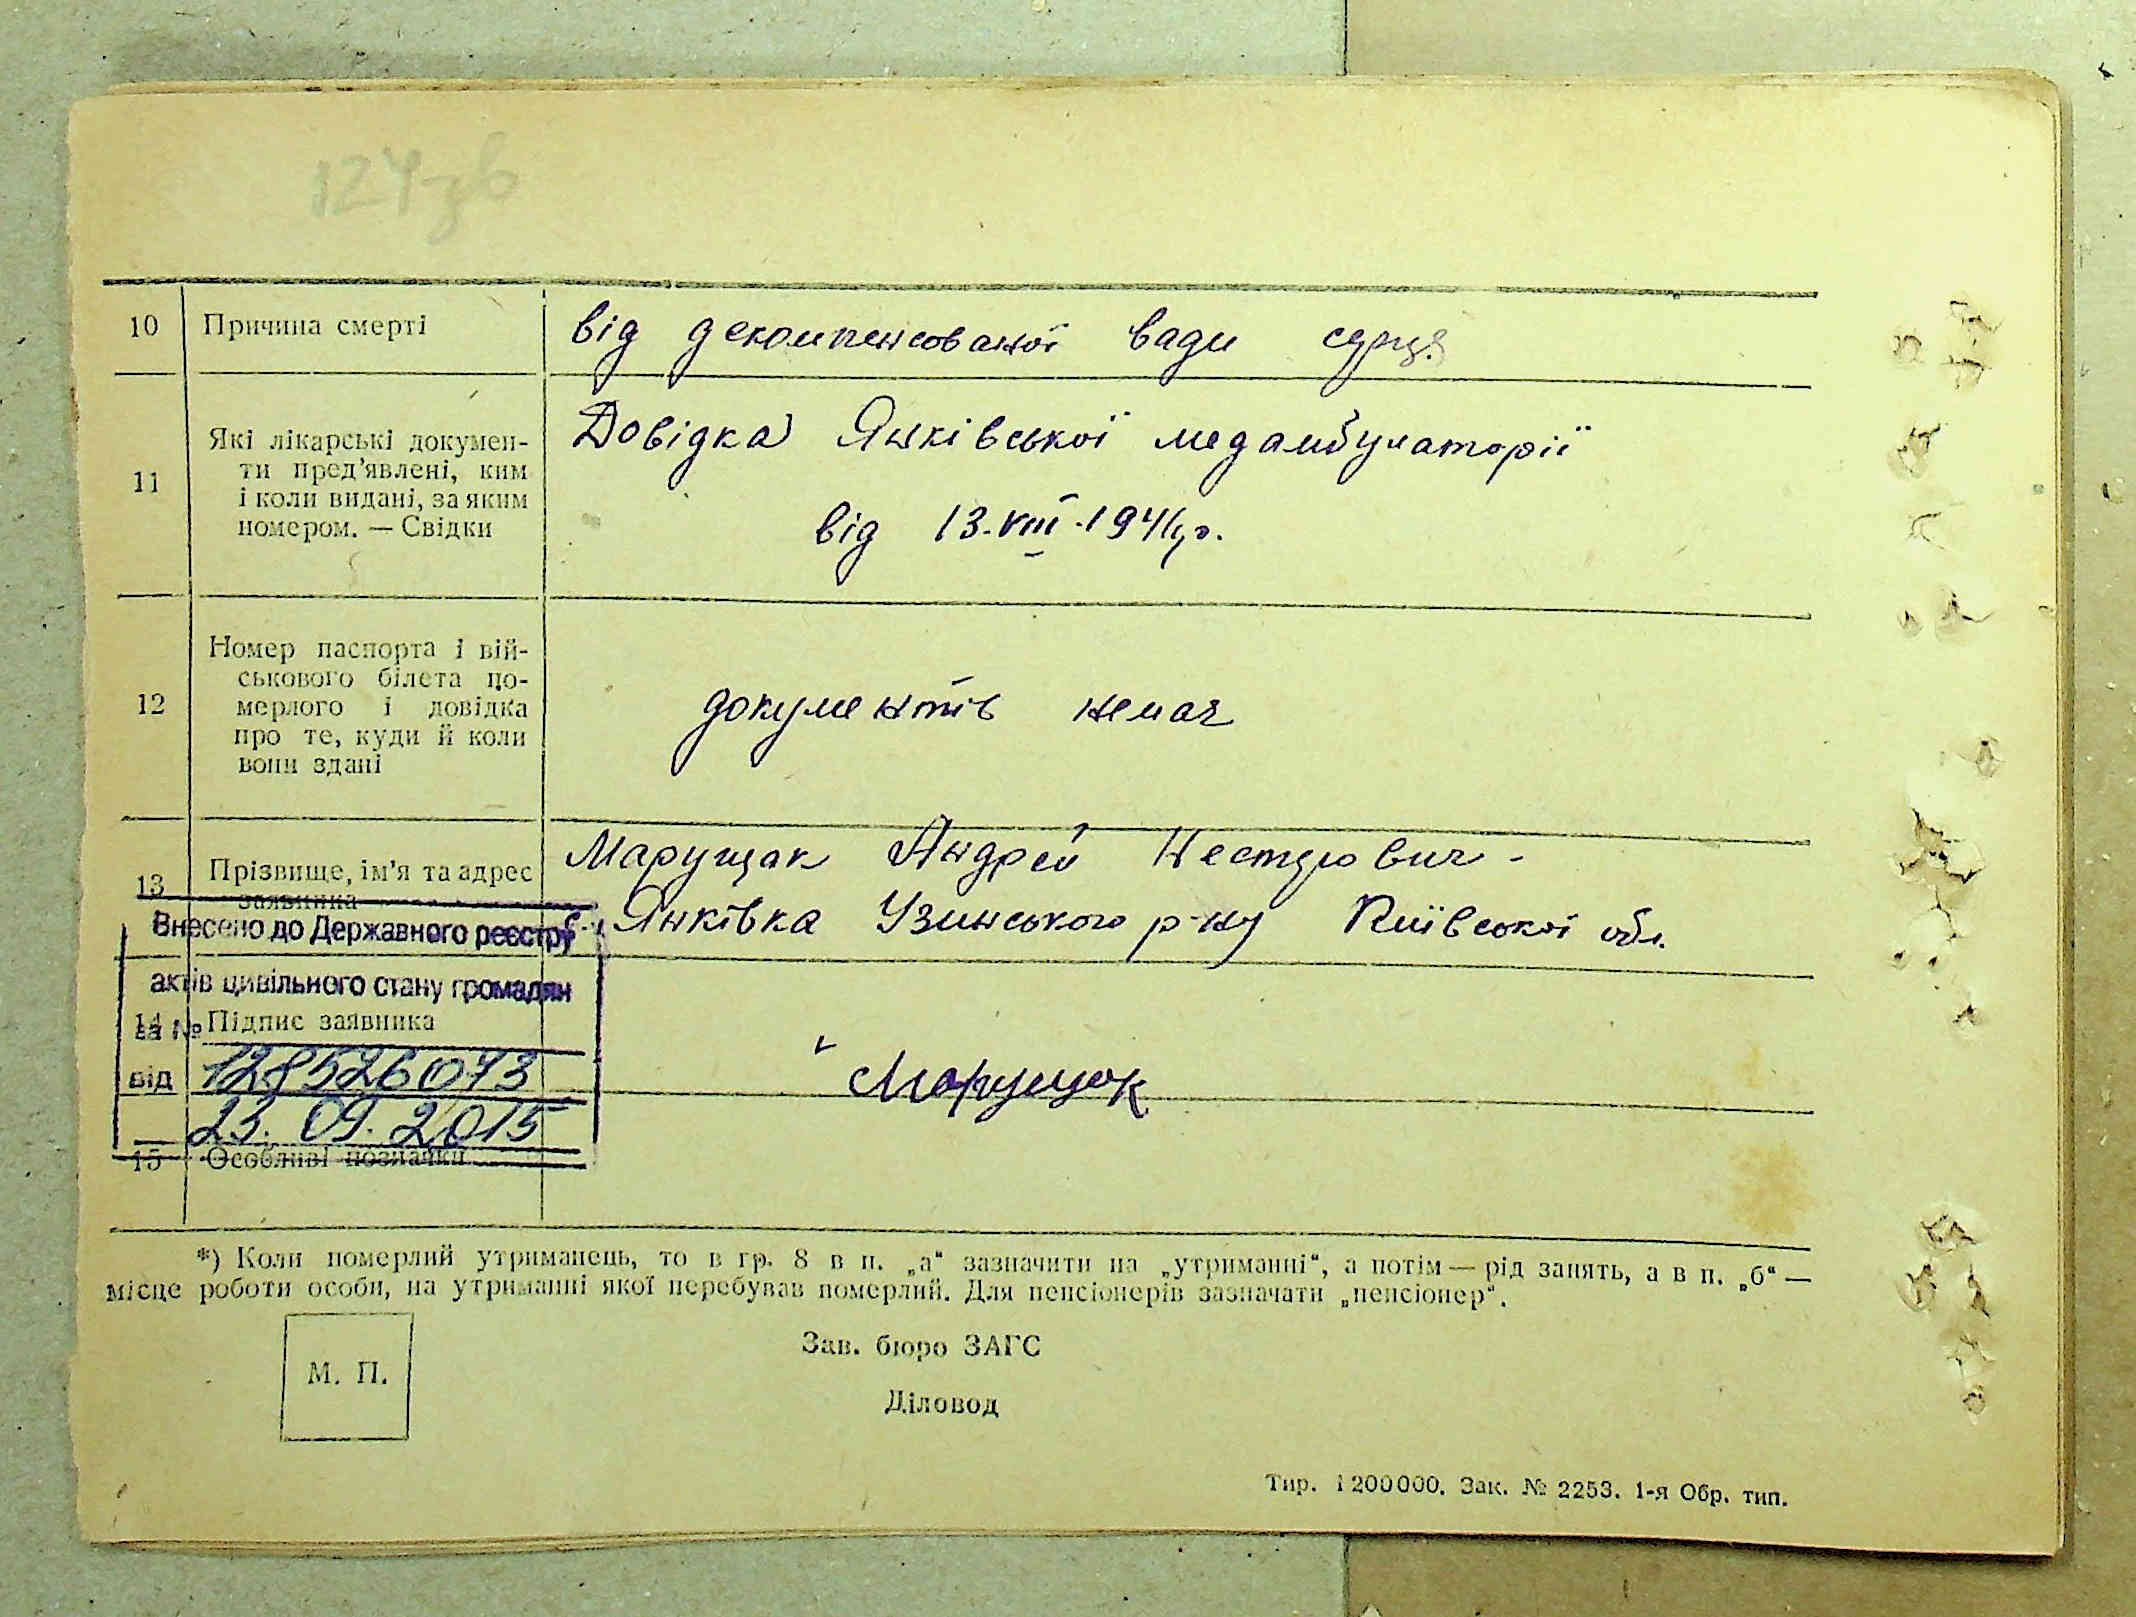 124зв
10 Причина смерті від декомпенсованої вади серця
11 Які лікарські докумен-
ти пред'явлені, ким
і коли видані, за яким
номером. — Свідки
Довідка Янківської медамбулаторії
від 13.VIII.1944р.
12 Номер паспорта і вій-
ськового білета по-
мерлого і довідка
про те, куди й коли
вони здані
документів немає
13 Прізвище, ім'я та адрес
заявника
Марущак Андрей Несторович -
с. Янківка Узинського р-ну Київської обл.
Внесено до Державного реєстру
актів цивільного стану громадян
за №
14 Підпис заявника
Марущак
від 128526073
23.09.2015
15 Особливі позначки
*) Коли померлий утриманець, то в гр. 8 в п. „а“ зазначити на „утриманні“, а потім — рід занять, а в п. „б“ —
місце роботи особи, на утриманні якої перебував померлий. Для пенсіонерів зазначати „пенсіонер“.
М. П.
Зав. бюро ЗАГС
Діловод
Тир. 1200000. Зак. № 2253. 1-я Обр. тип.